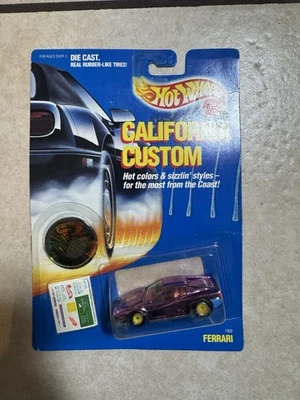 FOR AGES OVER 3
DIE CAST.
REAL RUBBER-LIKE TIRES!
HOT WHEELS
CALIFORNIA
CUSTOM
Hot colors & sizzlin' styles –
for the most from the Coast!
FERRARI